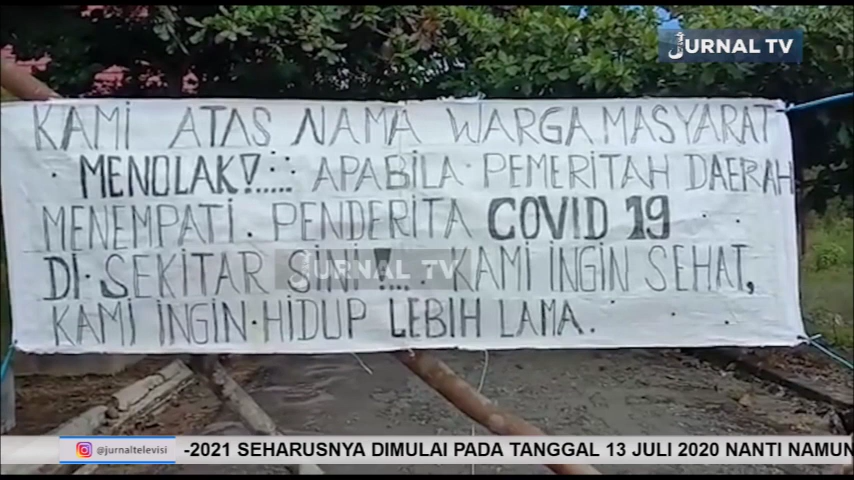 JURNAL TV
KAMI ATAS NAMA WARGA MASYARAT
MENOLAK!..... APABILA PEMERITAH DAERAH
MENEMPATI. PENDERITA COVID 19
DI SEKITAR SINI!.... KAMI INGIN SEHAT,
KAMI INGIN HIDUP LEBIH LAMA.
JURNAL TV
@jurnaltelevisi
-2021 SEHARUSNYA DIMULAI PADA TANGGAL 13 JULI 2020 NANTI NAMUN